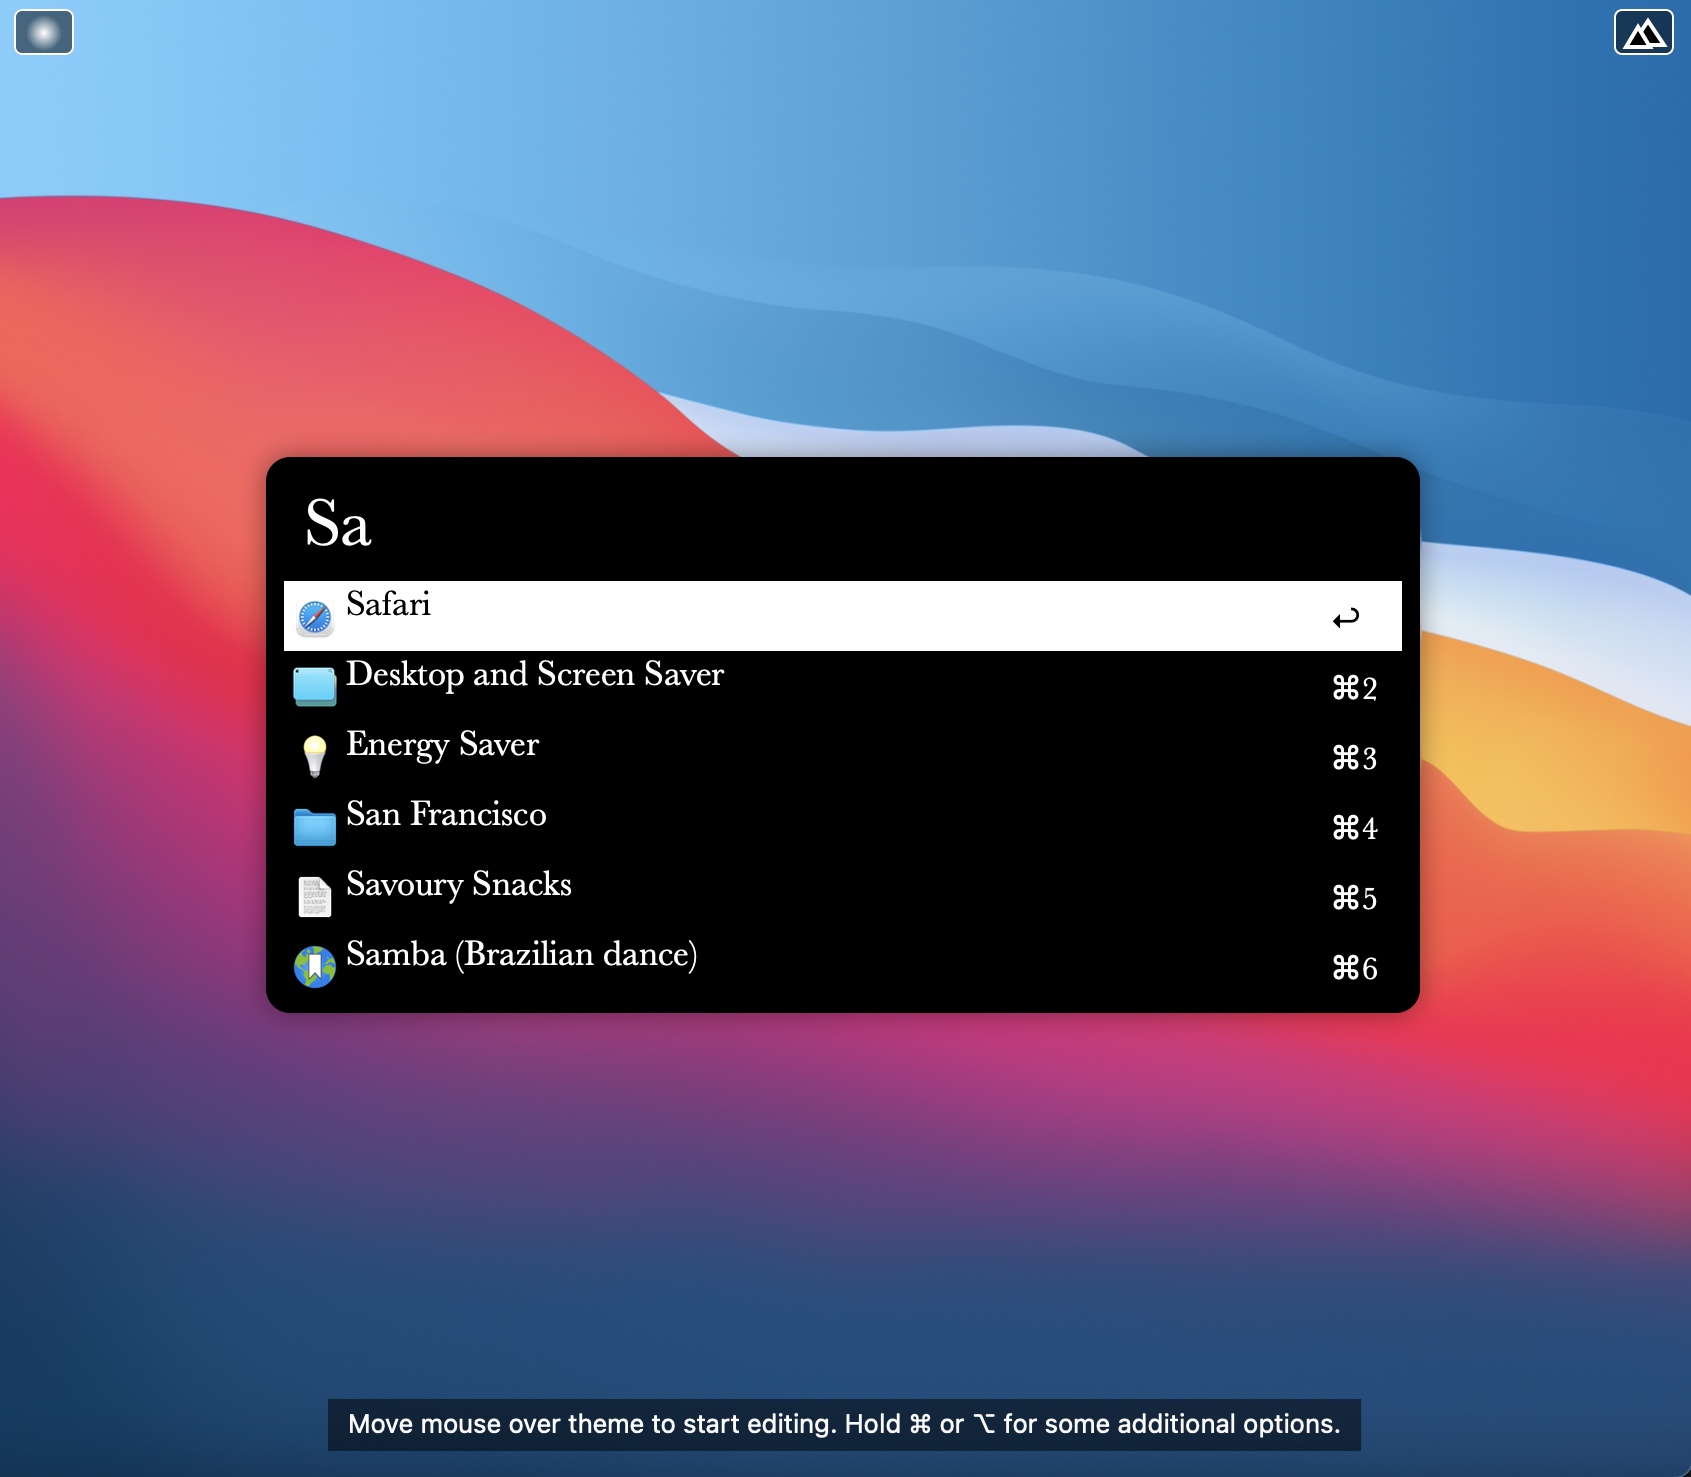 Sa
Safari ↩
Desktop and Screen Saver ⌘2
Energy Saver ⌘3
San Francisco ⌘4
Savoury Snacks ⌘5
Samba (Brazilian dance) ⌘6
Move mouse over theme to start editing. Hold ⌘ or ⌥ for some additional options.